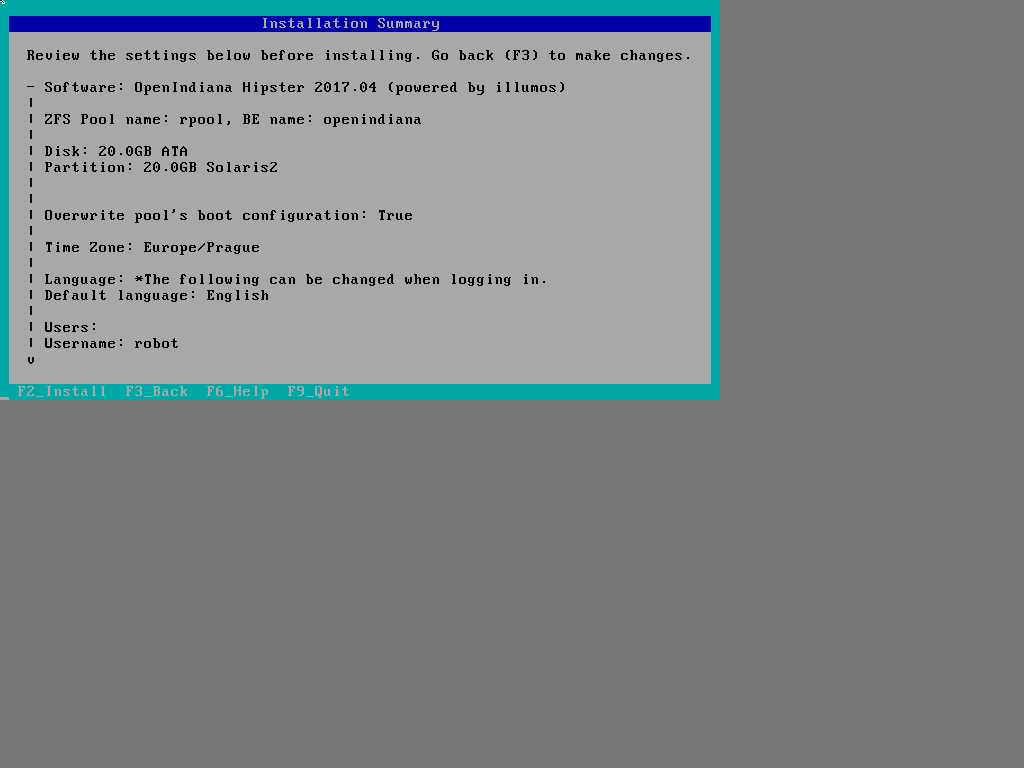 Installation Summary
Review the settings below before installing. Go back (F3) to make changes.
- Software: OpenIndiana Hipster 2017.04 (powered by illumos)
|
| ZFS Pool name: rpool, BE name: openindiana
|
| Disk: 20.0GB ATA
| Partition: 20.0GB Solaris2
|
|
| Overwrite pool's boot configuration: True
|
| Time Zone: Europe/Prague
|
| Language: *The following can be changed when logging in.
| Default language: English
|
| Users:
| Username: robot
v
F2_Install F3_Back F6_Help F9_Quit